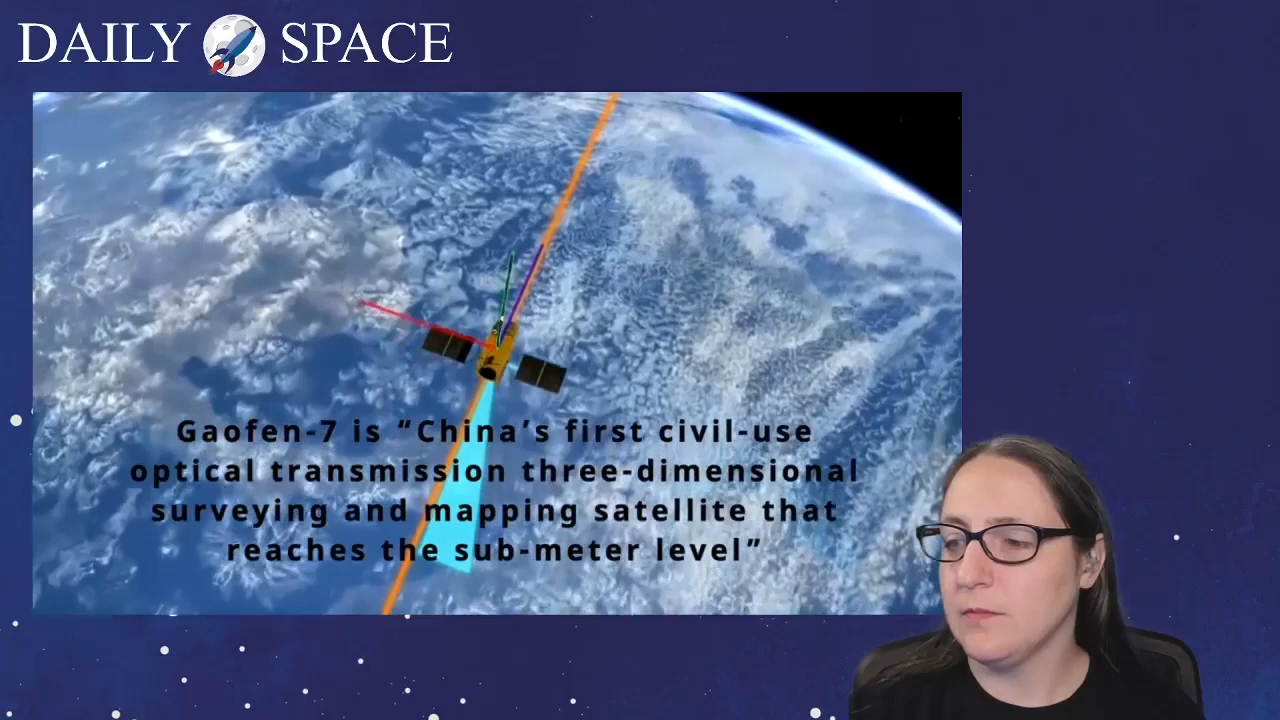 DAILY SPACE
Gaofen-7 is “China’s first civil-use
optical transmission three-dimensional
surveying and mapping satellite that
reaches the sub-meter level”